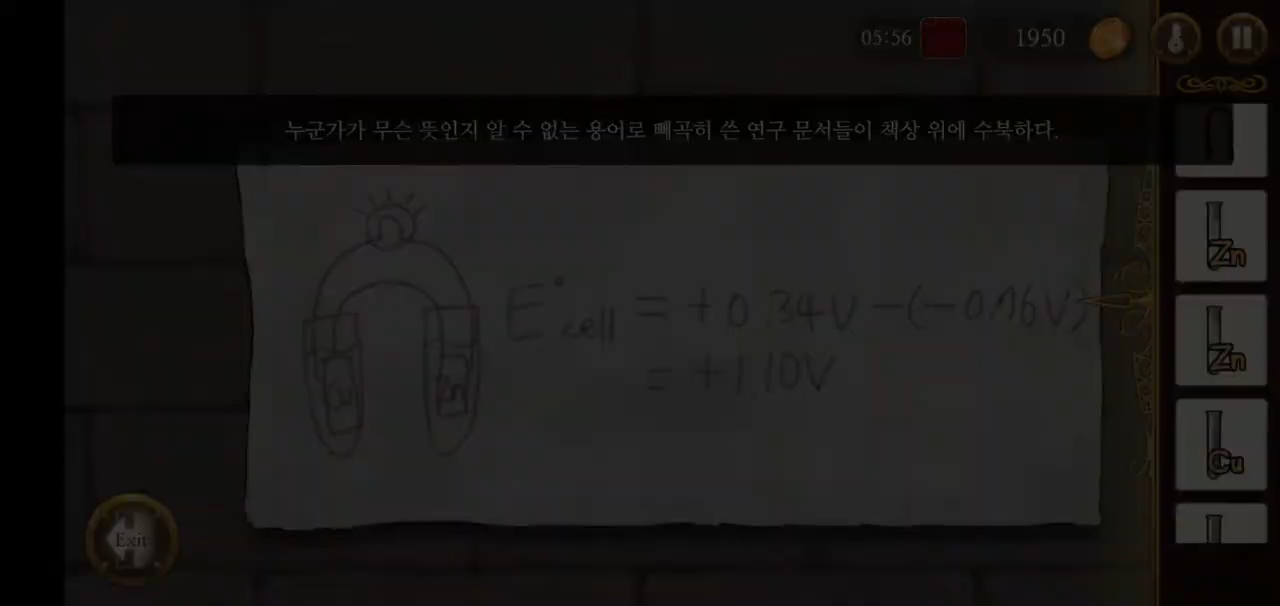 05:56
1950
누군가가 무슨 뜻인지 알 수 없는 용어로 빼곡히 쓴 연구 문서들이 책상 위에 수북하다.
E°cell = +0.34V -(-0.76V)
= +1.10V
Cu
Zn
Zn
Zn
Cu
Exit